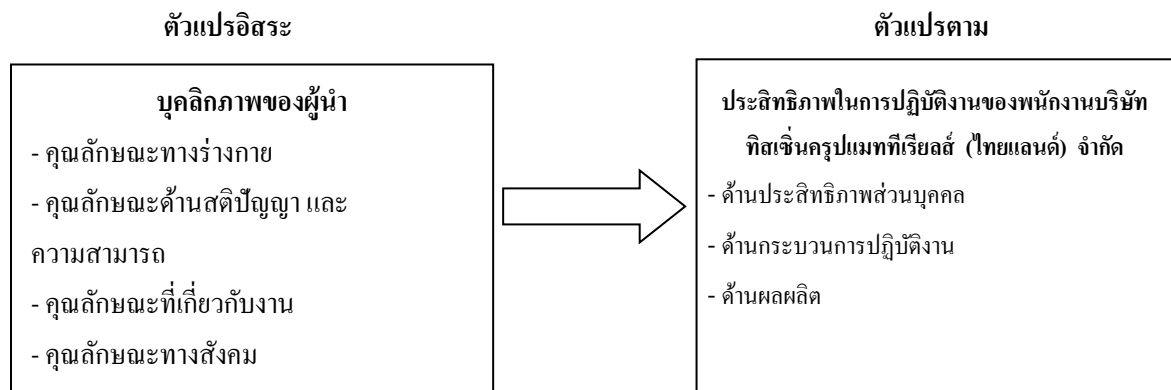 ตัวแปรอิสระ
ตัวแปรตาม
บุคลิกภาพของผู้นำ
- คุณลักษณะทางร่างกาย
- คุณลักษณะด้านสติปัญญา และ
ความสามารถ
- คุณลักษณะที่เกี่ยวกับงาน
- คุณลักษณะทางสังคม
ประสิทธิภาพในการปฏิบัติงานของพนักงานบริษัท
ทิสเซิ่นครุปแมททีเรียลส์ (ไทยแลนด์) จำกัด
- ด้านประสิทธิภาพส่วนบุคคล
- ด้านกระบวนการปฏิบัติงาน
- ด้านผลผลิต